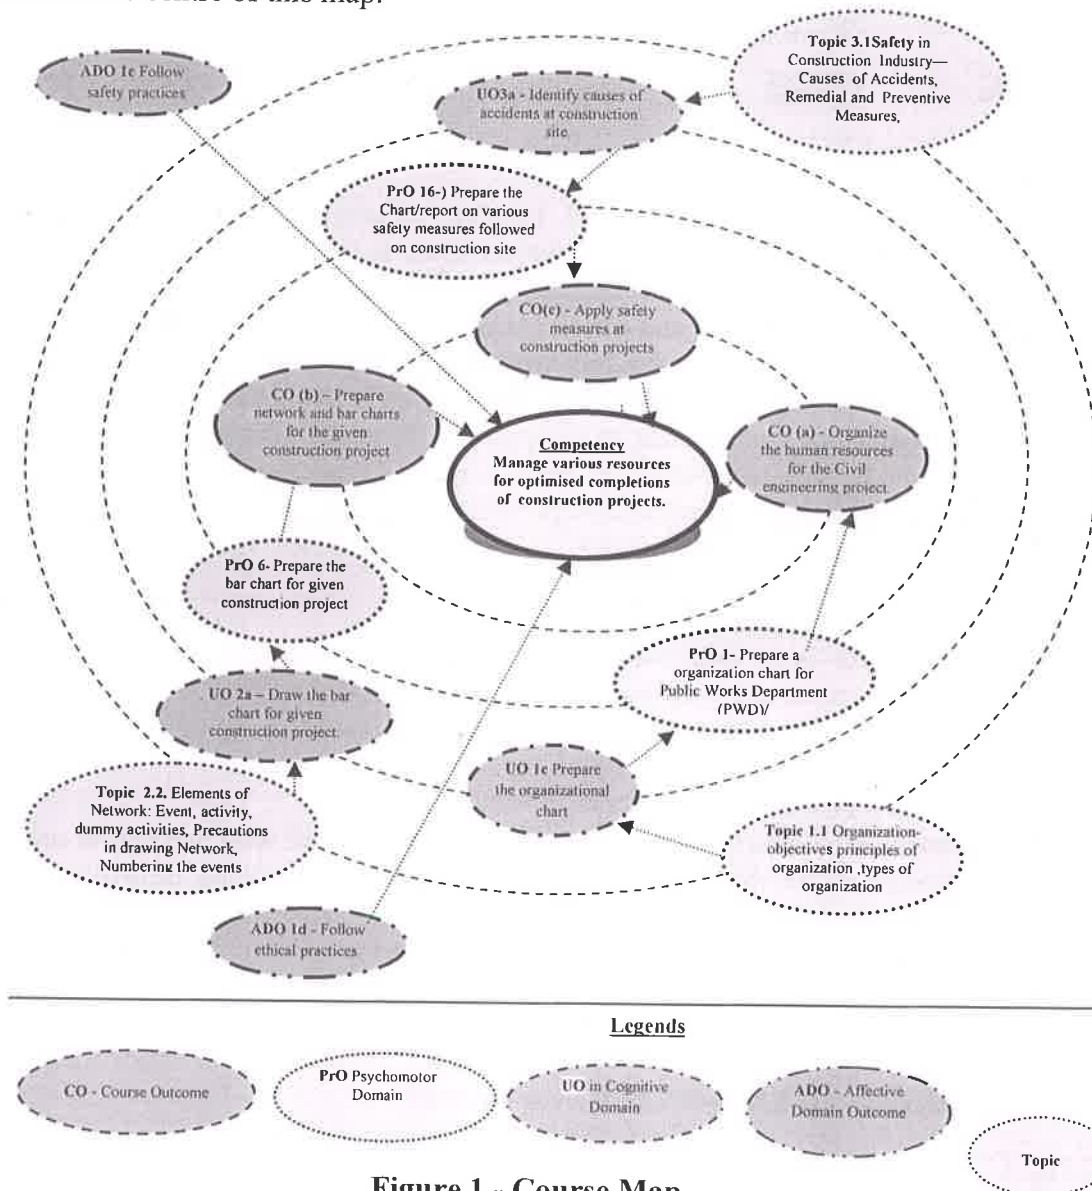 centre of this map.
Topic 3.1Safety in
Construction Industry—
Causes of Accidents,
Remedial and Preventive
Measures,
ADO 1c Follow
safety practices
UO3a - Identify causes of
accidents at construction
site
PrO 16-) Prepare the
Chart/report on various
safety measures followed
on construction site
CO(c) - Apply safety
measures at
construction projects
CO (b) – Prepare
network and bar charts
for the given
construction project
Competency
Manage various resources
for optimised completions
of construction projects.
CO (a) - Organize
the human resources
for the Civil
engineering project
PrO 6- Prepare the
bar chart for given
construction project
PrO 1- Prepare a
organization chart for
Public Works Department
(PWD)/
UO 2a – Draw the bar
chart for given
construction project.
UO 1c Prepare
the organizational
chart
Topic 2.2. Elements of
Network: Event, activity,
dummy activities, Precautions
in drawing Network,
Numbering the events
Topic 1.1 Organization-
objectives principles of
organization ,types of
organization
ADO 1d - Follow
ethical practices
Legends
CO - Course Outcome
PrO Psychomotor
Domain
UO in Cognitive
Domain
ADO - Affective
Domain Outcome
Topic
Figure 1 - Course Map